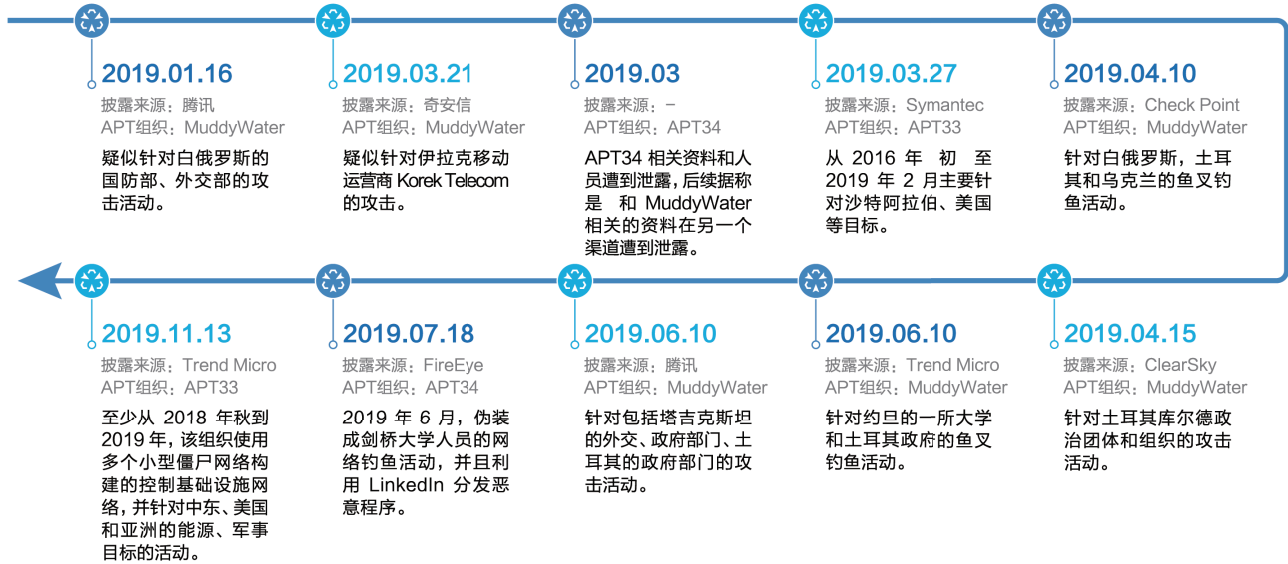 2019.01.16
披露来源：腾讯
APT组织：MuddyWater
疑似针对白俄罗斯的
国防部、外交部的攻
击活动。
2019.03.21
披露来源：奇安信
APT组织：MuddyWater
疑似针对伊拉克移动
运营商 Korek Telecom
的攻击。
2019.03
披露来源：-
APT组织：APT34
APT34 相关资料和人
员遭到泄露，后续据称
是 和 MuddyWater
相关的资料在另一个
渠道遭到泄露。
2019.03.27
披露来源：Symantec
APT组织：APT33
从 2016 年 初 至
2019 年 2 月主要针
对沙特阿拉伯、美国
等目标。
2019.04.10
披露来源：Check Point
APT组织：MuddyWater
针对白俄罗斯，土耳
其和乌克兰的鱼叉钓
鱼活动。
2019.11.13
披露来源：Trend Micro
APT组织：APT33
至少从 2018 年秋到
2019 年，该组织使用
多个小型僵尸网络构
建的控制基础设施网
络，并针对中东、美国
和亚洲的能源、军事
目标的活动。
2019.07.18
披露来源：FireEye
APT组织：APT34
2019 年 6 月，伪装
成剑桥大学人员的网
络钓鱼活动，并且利
用 LinkedIn 分发恶
意程序。
2019.06.10
披露来源：腾讯
APT组织：MuddyWater
针对包括塔吉克斯坦
的外交、政府部门、土
耳其的政府部门的攻
击活动。
2019.06.10
披露来源：Trend Micro
APT组织：MuddyWater
针对约旦的一所大学
和土耳其政府的鱼叉
钓鱼活动。
2019.04.15
披露来源：ClearSky
APT组织：MuddyWater
针对土耳其库尔德政
治团体和组织的攻击
活动。